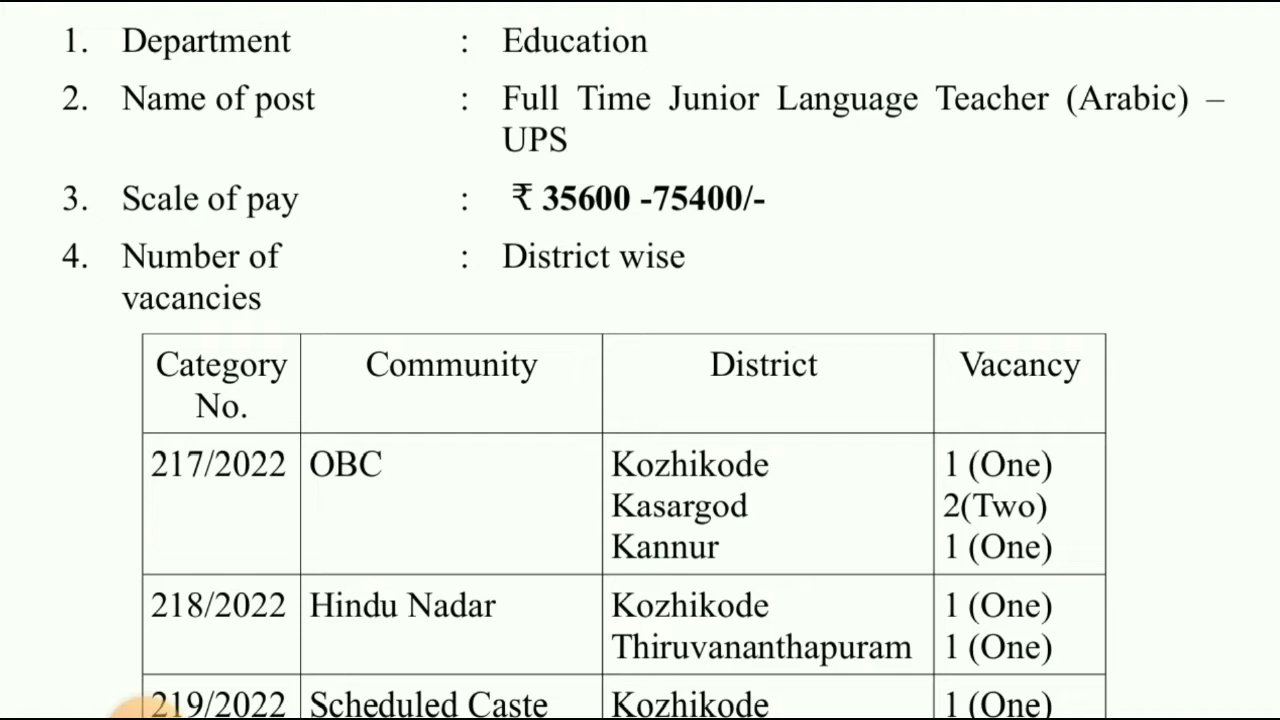 1. Department : Education
2. Name of post : Full Time Junior Language Teacher (Arabic) –
UPS
3. Scale of pay : ₹ 35600 -75400/-
4. Number of : District wise
vacancies
Category Community District Vacancy
No.
217/2022 OBC Kozhikode 1 (One)
Kasargod 2(Two)
Kannur 1 (One)
218/2022 Hindu Nadar Kozhikode 1 (One)
Thiruvananthapuram 1 (One)
219/2022 Scheduled Caste Kozhikode 1 (One)